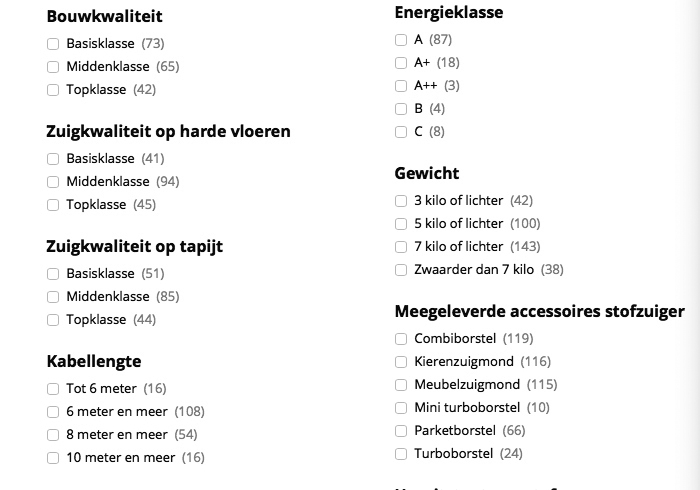 Bouwkwaliteit
Basisklasse (73)
Middenklasse (65)
Topklasse (42)
Zuigkwaliteit op harde vloeren
Basisklasse (41)
Middenklasse (94)
Topklasse (45)
Zuigkwaliteit op tapijt
Basisklasse (51)
Middenklasse (85)
Topklasse (44)
Kabellengte
Tot 6 meter (16)
6 meter en meer (108)
8 meter en meer (54)
10 meter en meer (16)
Energieklasse
A (87)
A+ (18)
A++ (3)
B (4)
C (8)
Gewicht
3 kilo of lichter (42)
5 kilo of lichter (100)
7 kilo of lichter (143)
Zwaarder dan 7 kilo (38)
Meegeleverde accessoires stofzuiger
Combiborstel (119)
Kierenzuigmond (116)
Meubelzuigmond (115)
Mini turboborstel (10)
Parketborstel (66)
Turboborstel (24)